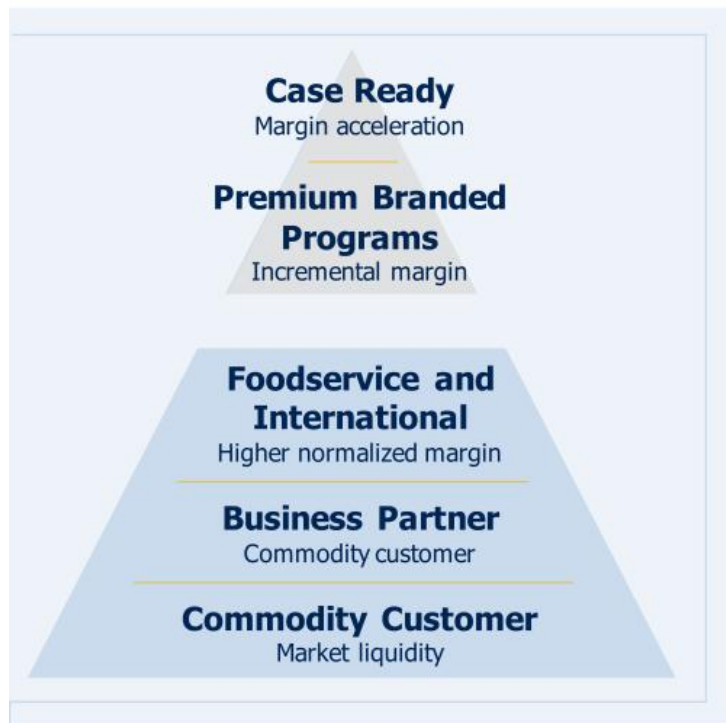 Case Ready
Margin acceleration
Premium Branded
Programs
Incremental margin
Foodservice and
International
Higher normalized margin
Business Partner
Commodity customer
Commodity Customer
Market liquidity